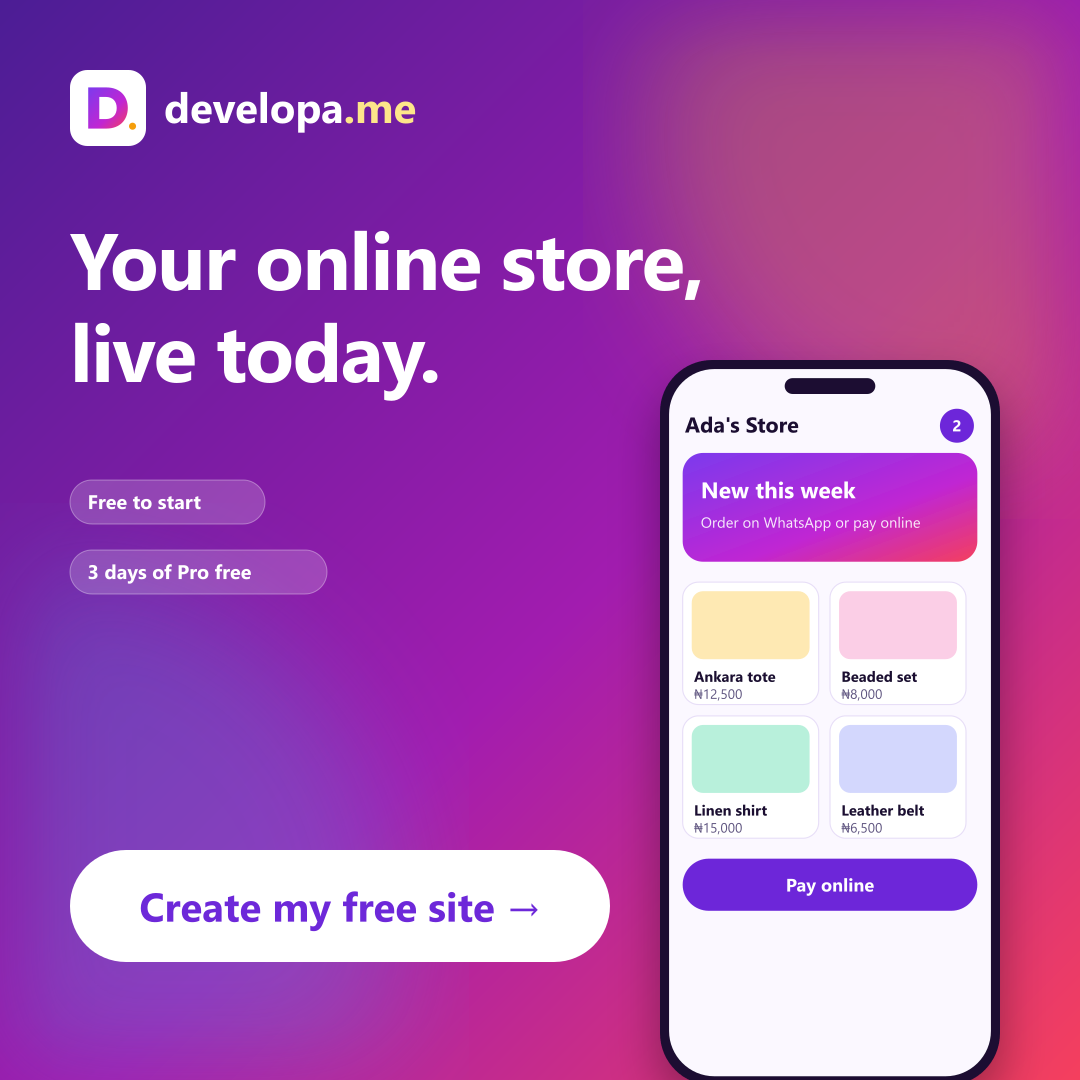 D.
developa.me
Your online store,
live today.
Free to start
3 days of Pro free
Create my free site →
Ada's Store
2
New this week
Order on WhatsApp or pay online
Ankara tote
₦12,500
Beaded set
₦8,000
Linen shirt
₦15,000
Leather belt
₦6,500
Pay online